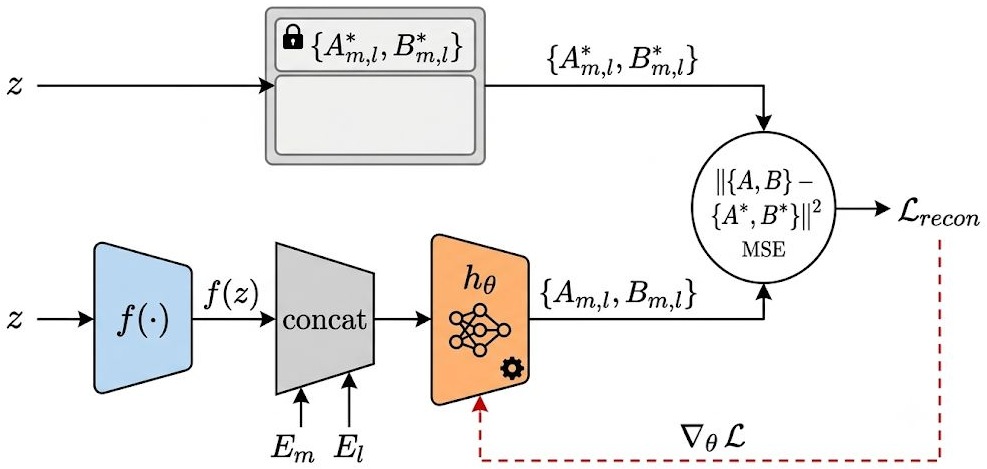 {A*_{m,l}, B*_{m,l}}
{A*_{m,l}, B*_{m,l}}
z
‖{A, B} −
{A*, B*}‖²
MSE
ℒ_{recon}
z
f(·)
f(z)
concat
h_θ
{A_{m,l}, B_{m,l}}
E_m
E_l
∇_θ ℒ